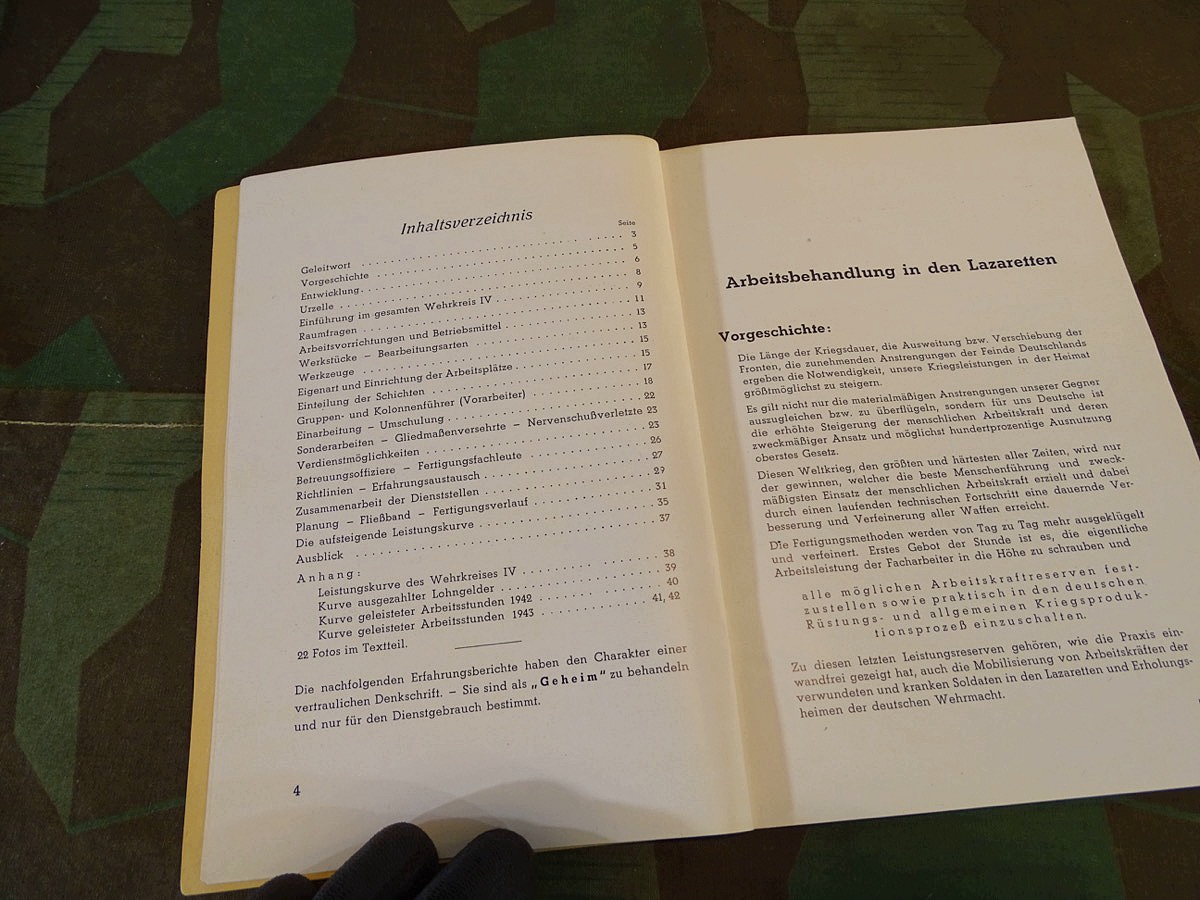 Inhaltsverzeichnis
Seite
Geleitwort . . . . . . . . . . 3
Vorgeschichte . . . . . . . . . . 5
Entwicklung . . . . . . . . . . 6
Urzelle . . . . . . . . . . 8
Einführung im gesamten Wehrkreis IV . . . . . . . . . . 9
Raumfragen . . . . . . . . . . 11
Arbeitsvorrichtungen und Betriebsmittel . . . . . . . . . . 13
Werkstücke – Bearbeitungsarten . . . . . . . . . . 13
Werkzeuge . . . . . . . . . . 15
Eigenart und Einrichtung der Arbeitsplätze . . . . . . . . . . 15
Einteilung der Schichten . . . . . . . . . . 17
Gruppen- und Kolonnenführer (Vorarbeiter) . . . . . . . . . . 18
Einarbeitung – Umschulung . . . . . . . . . . 22
Sonderarbeiten – Gliedmaßenversehrte – Nervenschußverletzte 23
Verdienstmöglichkeiten . . . . . . . . . . 23
Betreuungsoffiziere – Fertigungsfachleute . . . . . . . . . . 26
Richtlinien – Erfahrungsaustausch . . . . . . . . . . 27
Zusammenarbeit der Dienststellen . . . . . . . . . . 29
Planung – Fließband – Fertigungsverlauf . . . . . . . . . . 31
Die aufsteigende Leistungskurve . . . . . . . . . . 35
Ausblick . . . . . . . . . . 37
Anhang:
Leistungskurve des Wehrkreises IV . . . . . . . . . . 38
Kurve ausgezahlter Lohngelder . . . . . . . . . . 39
Kurve geleisteter Arbeitsstunden 1942 . . . . . . . . . . 40
Kurve geleisteter Arbeitsstunden 1943 . . . . . . . . . . 41, 42
22 Fotos im Textteil.
Die nachfolgenden Erfahrungsberichte haben den Charakter einer
vertraulichen Denkschrift. – Sie sind als „Geheim" zu behandeln
und nur für den Dienstgebrauch bestimmt.
4
Arbeitsbehandlung in den Lazaretten
Vorgeschichte:
Die Länge der Kriegsdauer, die Ausweitung bzw. Verschiebung der
Fronten, die zunehmenden Anstrengungen der Feinde Deutschlands
ergeben die Notwendigkeit, unsere Kriegsleistungen in der Heimat
größtmöglichst zu steigern.
Es gilt nicht nur die materialmäßigen Anstrengungen unserer Gegner
auszugleichen bzw. zu überflügeln, sondern für uns Deutsche ist
die erhöhte Steigerung der menschlichen Arbeitskraft und deren
zweckmäßiger Ansatz und möglichst hundertprozentige Ausnutzung
oberstes Gesetz.
Diesen Weltkrieg, den größten und härtesten aller Zeiten, wird nur
der gewinnen, welcher die beste Menschenführung und zweck-
mäßigsten Einsatz der menschlichen Arbeitskraft erzielt und dabei
durch einen laufenden technischen Fortschritt eine dauernde Ver-
besserung und Verfeinerung aller Waffen erreicht.
Die Fertigungsmethoden werden von Tag zu Tag mehr ausgeklügelt
und verfeinert. Erstes Gebot der Stunde ist es, die eigentliche
Arbeitsleistung der Facharbeiter in die Höhe zu schrauben und
alle möglichen Arbeitskraftreserven fest-
zustellen sowie praktisch in den deutschen
Rüstungs- und allgemeinen Kriegsproduk-
tionsprozeß einzuschalten.
Zu diesen letzten Leistungsreserven gehören, wie die Praxis ein-
wandfrei gezeigt hat, auch die Mobilisierung von Arbeitskräften der
verwundeten und kranken Soldaten in den Lazaretten und Erholungs-
heimen der deutschen Wehrmacht.